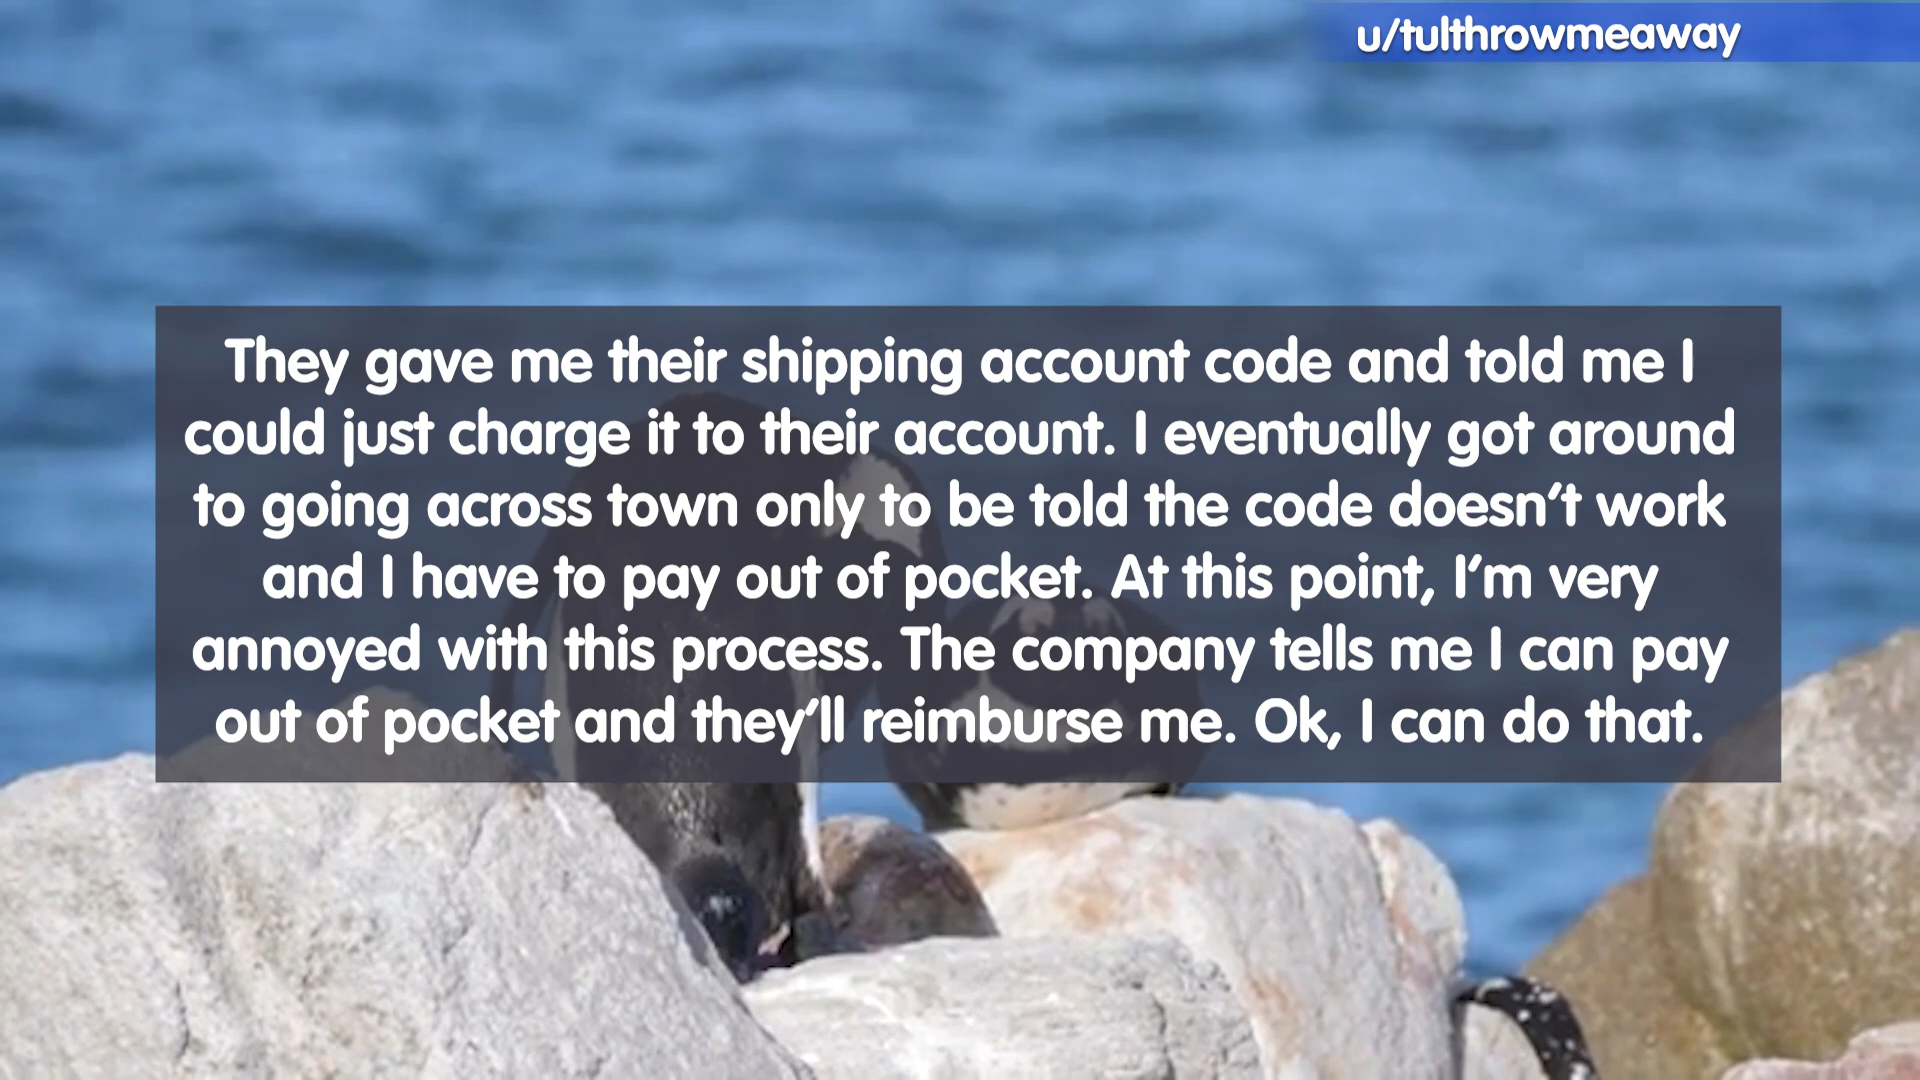 u/tulthrowmeaway
They gave me their shipping account code and told me I
could just charge it to their account. I eventually got around
to going across town only to be told the code doesn't work
and I have to pay out of pocket. At this point, I'm very
annoyed with this process. The company tells me I can pay
out of pocket and they'll reimburse me. Ok, I can do that.